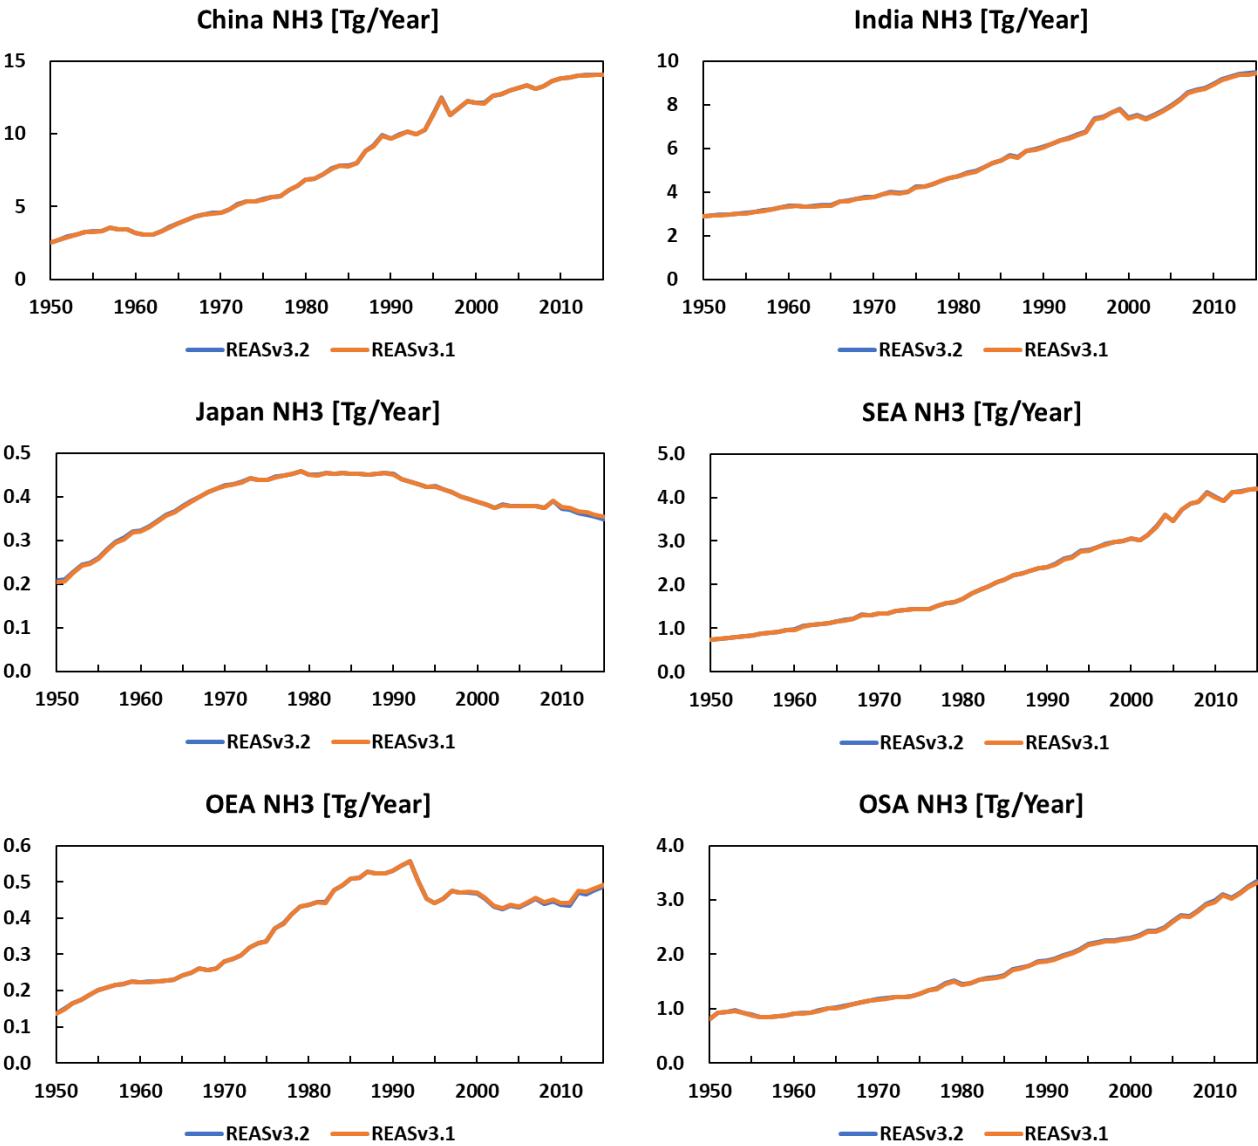 China NH3 [Tg/Year]
15
10
5
0
1950 1960 1970 1980 1990 2000 2010
REASv3.2 REASv3.1
India NH3 [Tg/Year]
10
8
6
4
2
0
1950 1960 1970 1980 1990 2000 2010
REASv3.2 REASv3.1
Japan NH3 [Tg/Year]
0.5
0.4
0.3
0.2
0.1
0.0
1950 1960 1970 1980 1990 2000 2010
REASv3.2 REASv3.1
SEA NH3 [Tg/Year]
5.0
4.0
3.0
2.0
1.0
0.0
1950 1960 1970 1980 1990 2000 2010
REASv3.2 REASv3.1
OEA NH3 [Tg/Year]
0.6
0.5
0.4
0.3
0.2
0.1
0.0
1950 1960 1970 1980 1990 2000 2010
REASv3.2 REASv3.1
OSA NH3 [Tg/Year]
4.0
3.0
2.0
1.0
0.0
1950 1960 1970 1980 1990 2000 2010
REASv3.2 REASv3.1